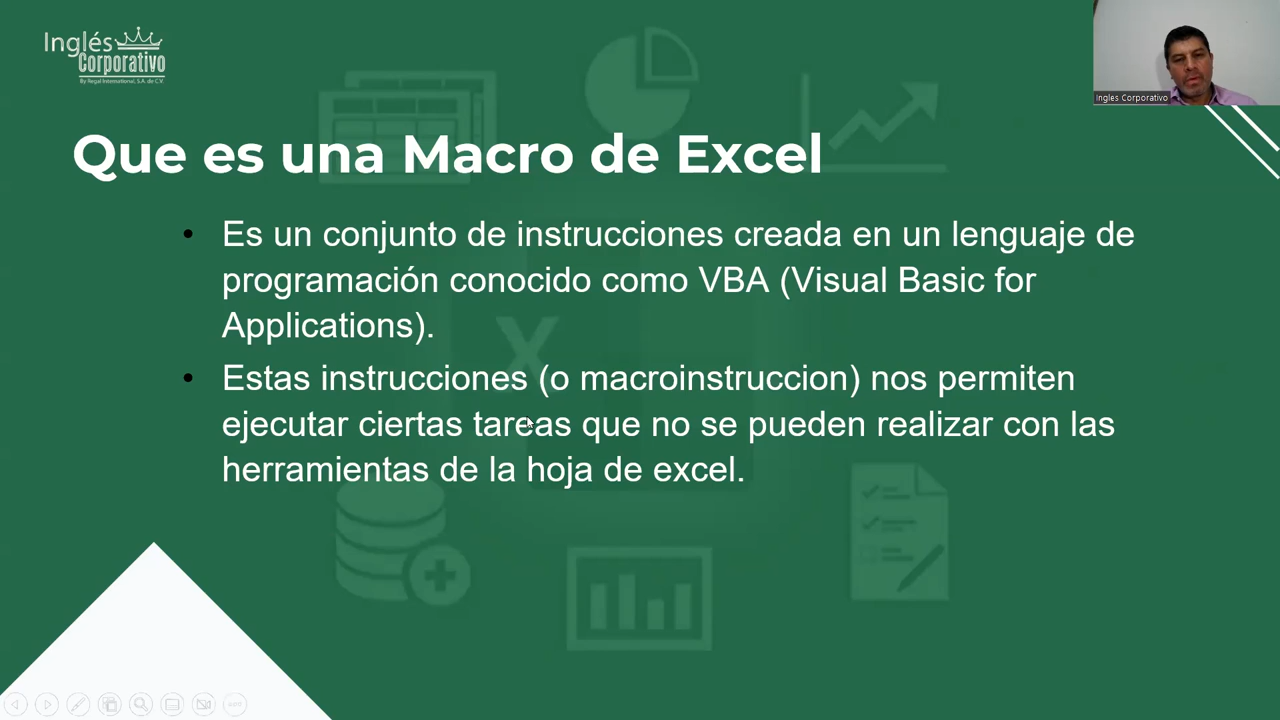 Inglés
Corporativo
By Regal International, S.A. de C.V.
Ingles Corporativo
Que es una Macro de Excel
• Es un conjunto de instrucciones creada en un lenguaje de
programación conocido como VBA (Visual Basic for
Applications).
• Estas instrucciones (o macroinstruccion) nos permiten
ejecutar ciertas tareas que no se pueden realizar con las
herramientas de la hoja de excel.